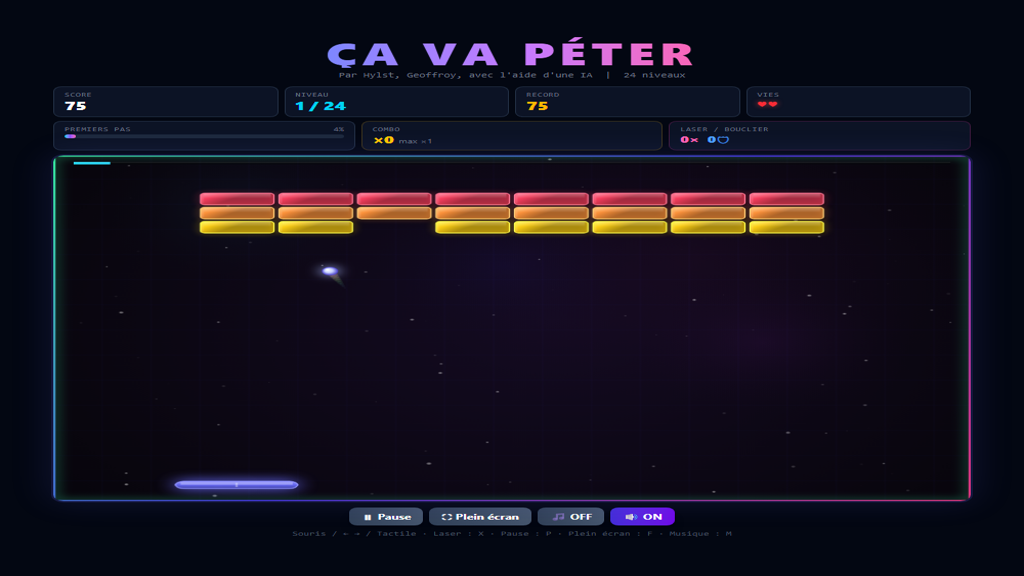 ÇA VA PÉTER
Par Hylst, Geoffroy, avec l'aide d'une IA | 24 niveaux
SCORE
75
NIVEAU
1 / 24
RECORD
75
VIES
PREMIERS PAS
4%
COMBO
×0 max ×1
LASER / BOUCLIER
0× 0
Pause
Plein écran
OFF
ON
Souris / ← → / Tactile · Laser : X · Pause : P · Plein écran : F · Musique : M